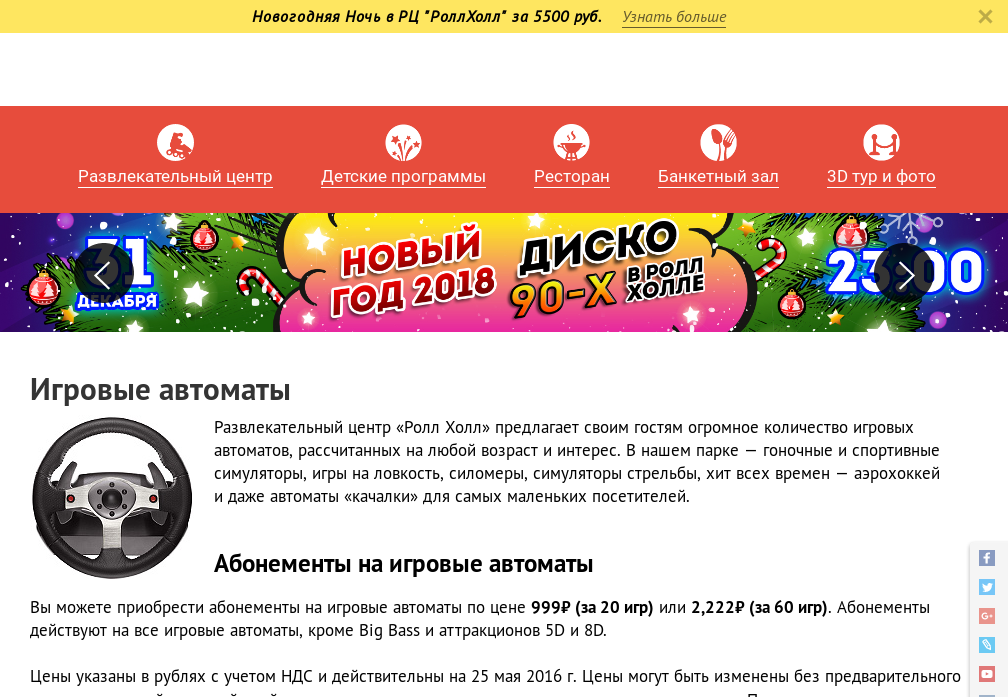 Новогодняя Ночь в РЦ "РоллХолл" за 5500 руб. Узнать больше
Развлекательный центр Детские программы Ресторан Банкетный зал 3D тур и фото
31
ДЕКАБРЯ
НОВЫЙ
ГОД 2018
ДИСКО
90-Х В РОЛЛ
ХОЛЛЕ
23:00
Игровые автоматы
Развлекательный центр «Ролл Холл» предлагает своим гостям огромное количество игровых
автоматов, рассчитанных на любой возраст и интерес. В нашем парке — гоночные и спортивные
симуляторы, игры на ловкость, силомеры, симуляторы стрельбы, хит всех времен — аэрохоккей
и даже автоматы «качалки» для самых маленьких посетителей.
Абонементы на игровые автоматы
Вы можете приобрести абонементы на игровые автоматы по цене 999₽ (за 20 игр) или 2,222₽ (за 60 игр). Абонементы
действуют на все игровые автоматы, кроме Big Bass и аттракционов 5D и 8D.
Цены указаны в рублях с учетом НДС и действительны на 25 мая 2016 г. Цены могут быть изменены без предварительного